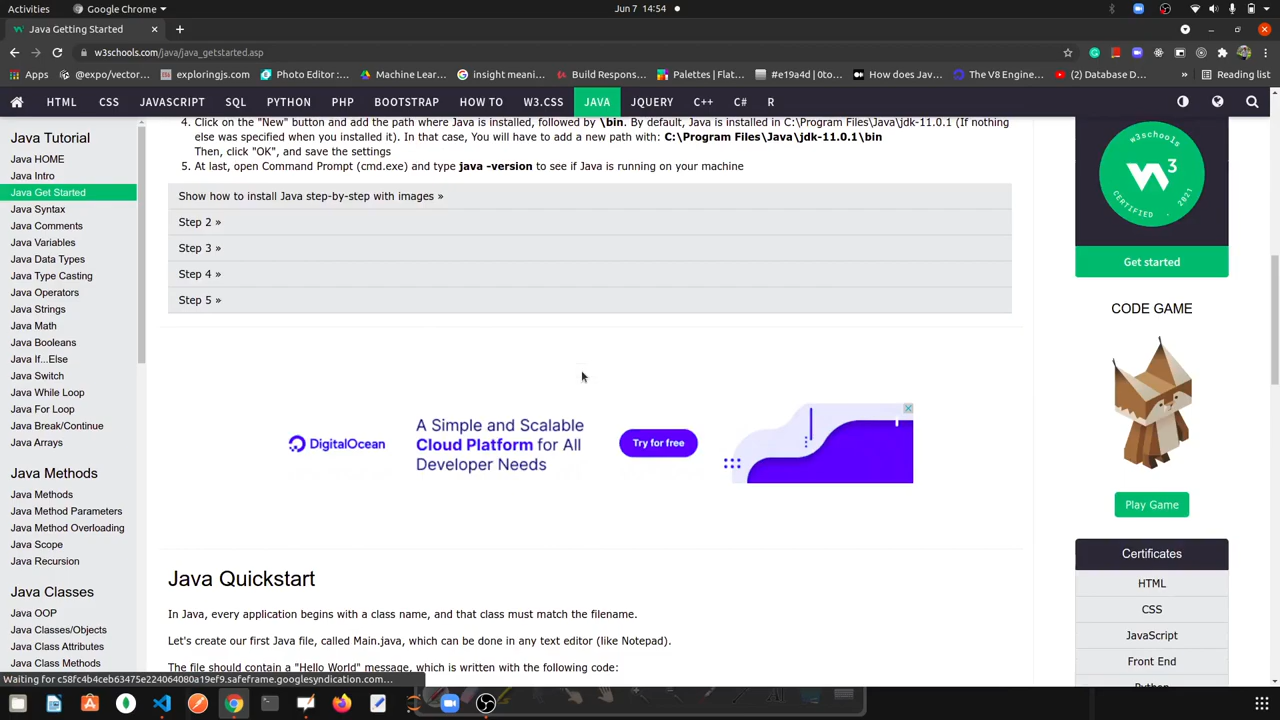 Activities
Google Chrome
Jun 7 14:54
Java Getting Started
w3schools.com/java/java_getstarted.asp
Apps
@expo/vector...
exploringjs.com
Photo Editor :...
Machine Lear...
insight meani...
Build Respons...
Palettes | Flat...
#e19a4d | 0to...
How does Jav...
The V8 Engine...
(2) Database D...
»
Reading list
HTML
CSS
JAVASCRIPT
SQL
PYTHON
PHP
BOOTSTRAP
HOW TO
W3.CSS
JAVA
JQUERY
C++
C#
R
Java Tutorial
Java HOME
Java Intro
Java Get Started
Java Syntax
Java Comments
Java Variables
Java Data Types
Java Type Casting
Java Operators
Java Strings
Java Math
Java Booleans
Java If...Else
Java Switch
Java While Loop
Java For Loop
Java Break/Continue
Java Arrays
Java Methods
Java Methods
Java Method Parameters
Java Method Overloading
Java Scope
Java Recursion
Java Classes
Java OOP
Java Classes/Objects
Java Class Attributes
Java Class Methods
4. Click on the "New" button and add the path where Java is installed, followed by \bin. By default, Java is installed in C:\Program Files\Java\jdk-11.0.1 (If nothing
else was specified when you installed it). In that case, You will have to add a new path with: C:\Program Files\Java\jdk-11.0.1\bin
Then, click "OK", and save the settings
5. At last, open Command Prompt (cmd.exe) and type java -version to see if Java is running on your machine
Show how to install Java step-by-step with images »
Step 2 »
Step 3 »
Step 4 »
Step 5 »
DigitalOcean
A Simple and Scalable
Cloud Platform for All
Developer Needs
Try for free
Java Quickstart
In Java, every application begins with a class name, and that class must match the filename.
Let's create our first Java file, called Main.java, which can be done in any text editor (like Notepad).
The file should contain a "Hello World" message, which is written with the following code:
w3schools
W3
CERTIFIED . 2021
Get started
CODE GAME
Play Game
Certificates
HTML
CSS
JavaScript
Front End
Python
Waiting for c58fc4b4ceb63475e224064080a19ef9.safeframe.googlesyndication.com...